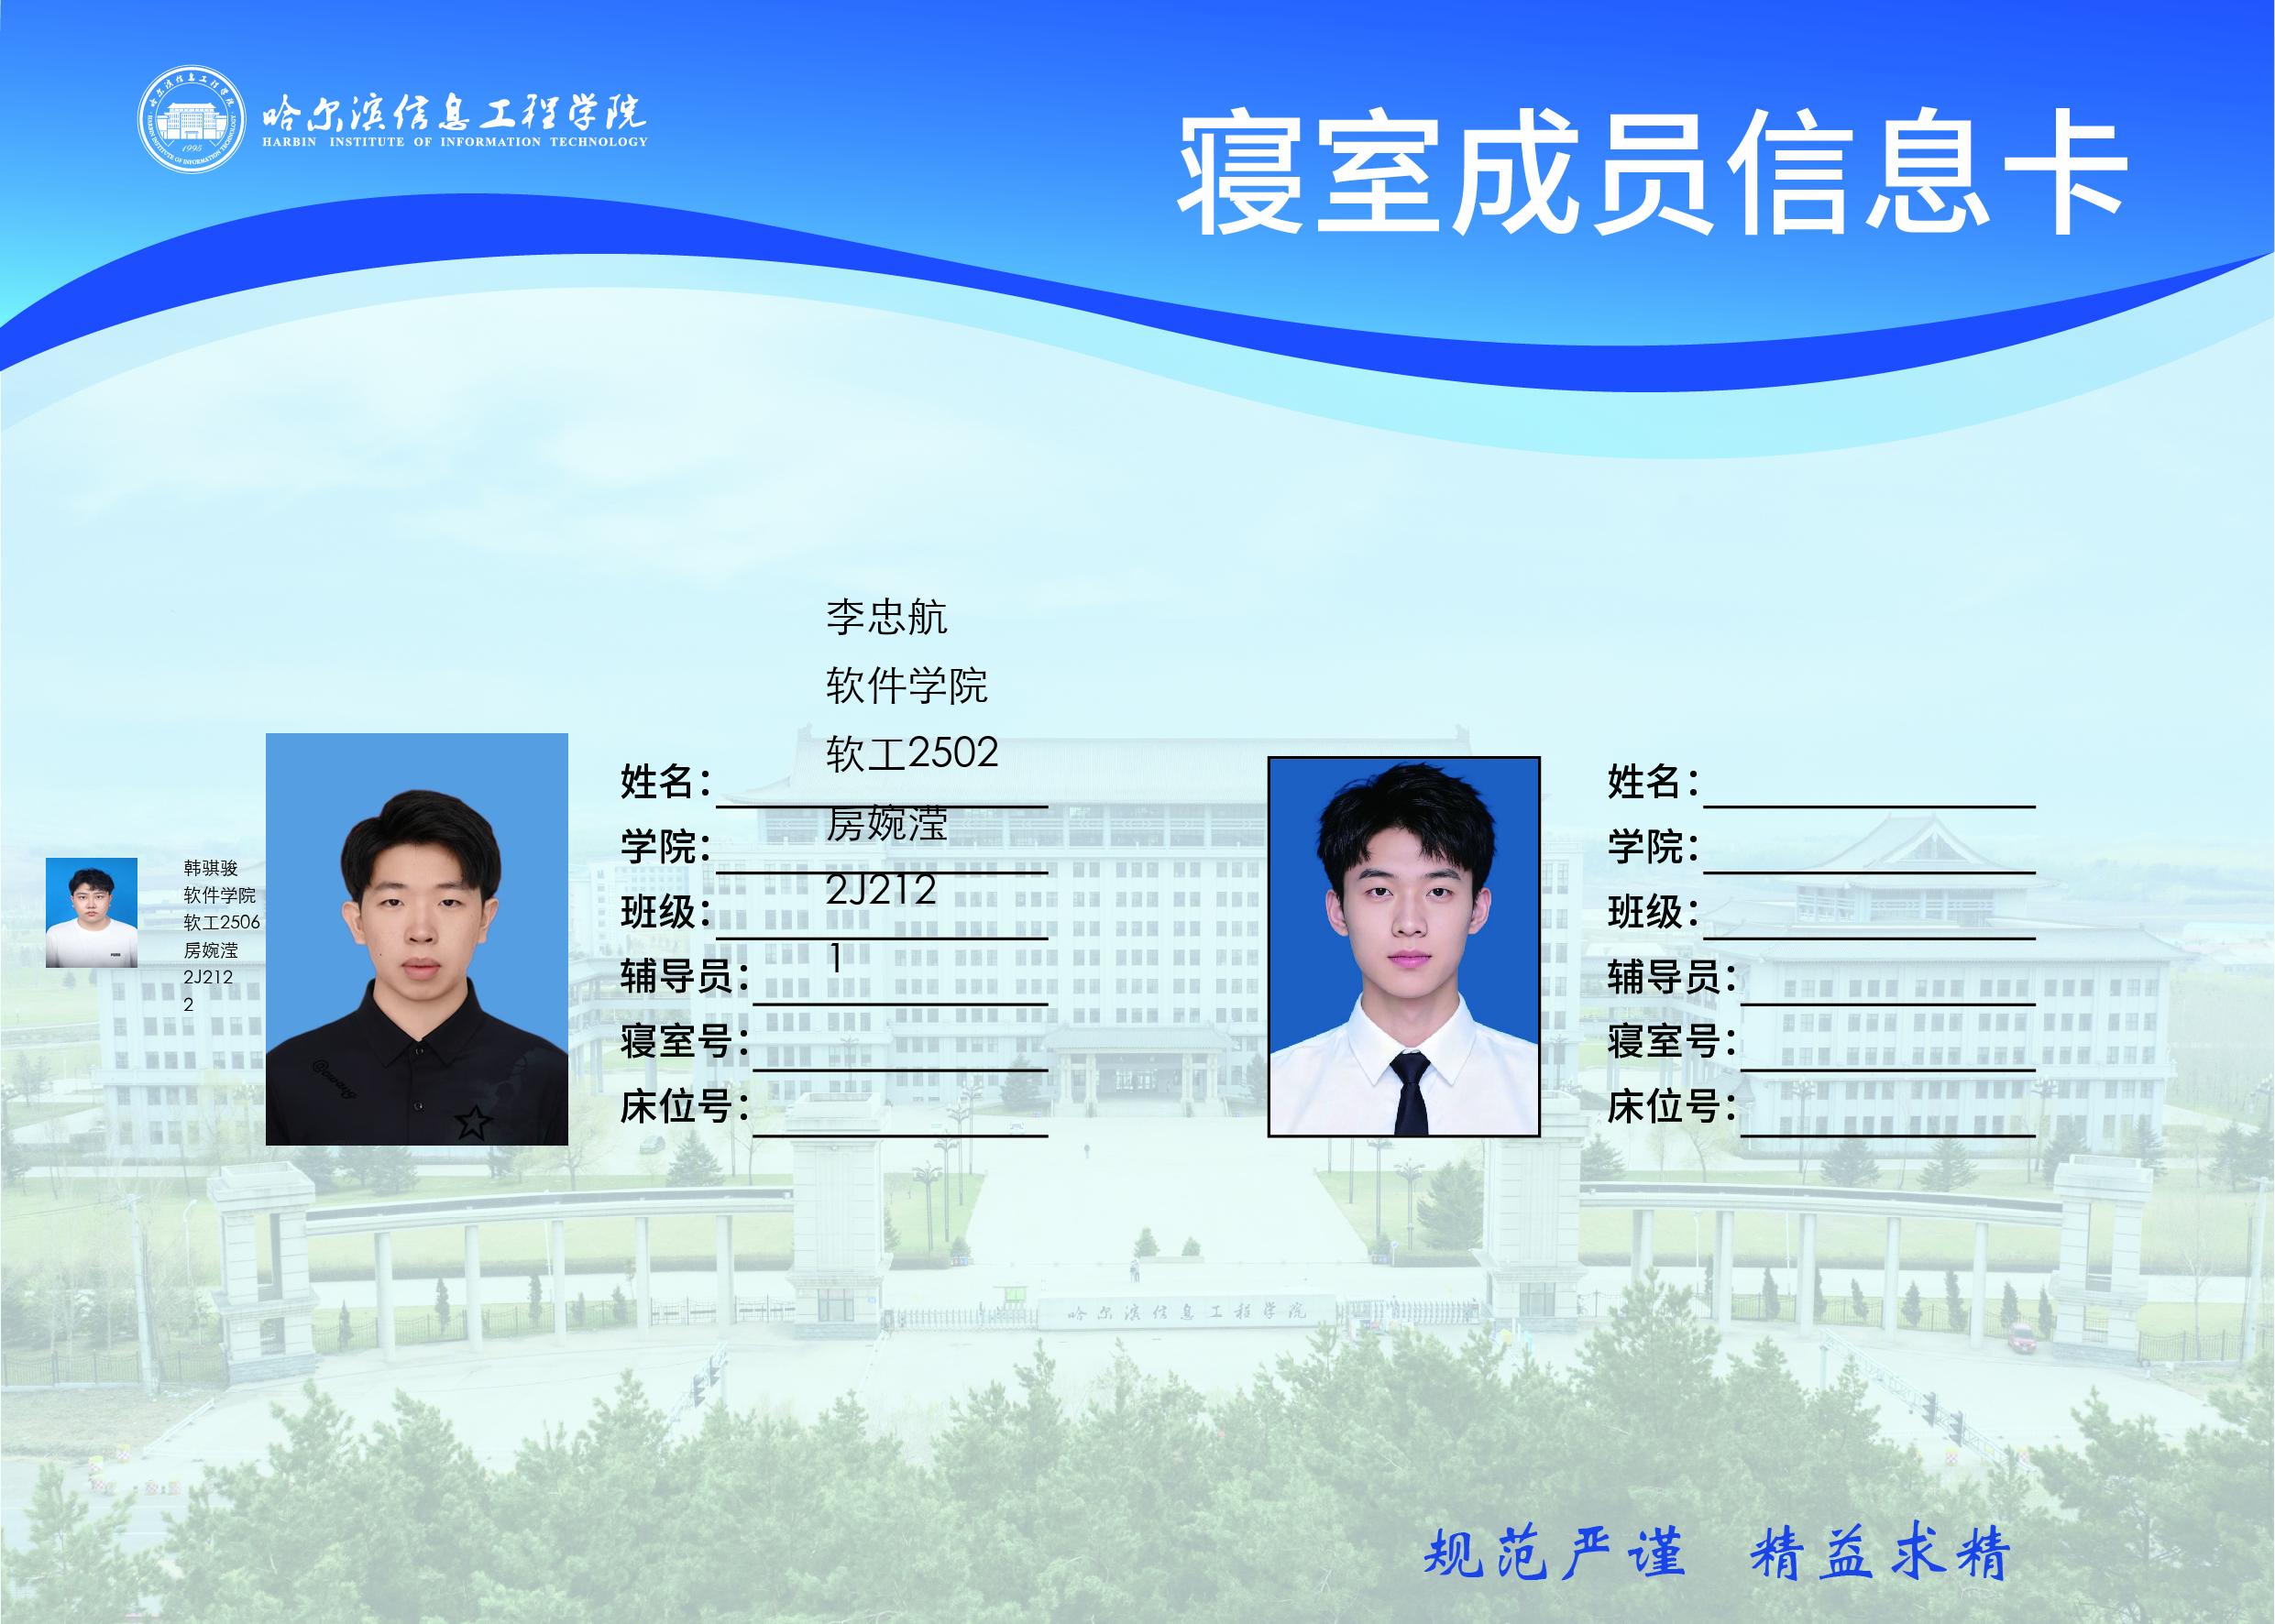 哈尔滨信息工程学院
HARBIN INSTITUTE OF INFORMATION TECHNOLOGY
1995
寝室成员信息卡
韩骐骏
软件学院
软工2506
房婉滢
2J212
2
李忠航
软件学院
软工2502
房婉滢
2J212
1
姓名：
学院：
班级：
辅导员：
寝室号：
床位号：
姓名：
学院：
班级：
辅导员：
寝室号：
床位号：
哈尔滨信息工程学院
规范严谨 精益求精